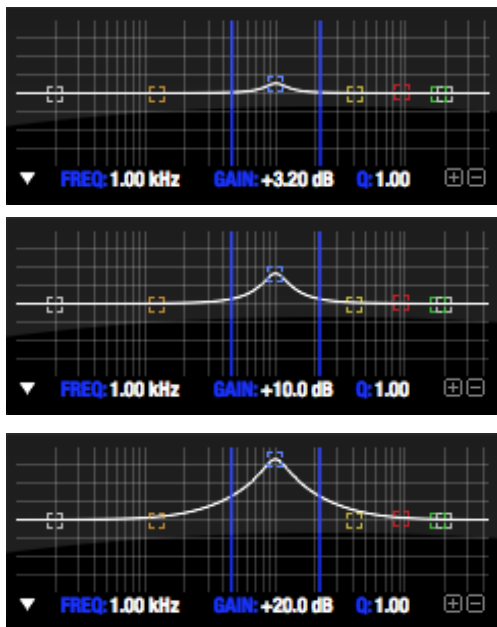 FREQ: 1.00 kHz GAIN: +3.20 dB Q: 1.00
FREQ: 1.00 kHz GAIN: +10.0 dB Q: 1.00
FREQ: 1.00 kHz GAIN: +20.0 dB Q: 1.00